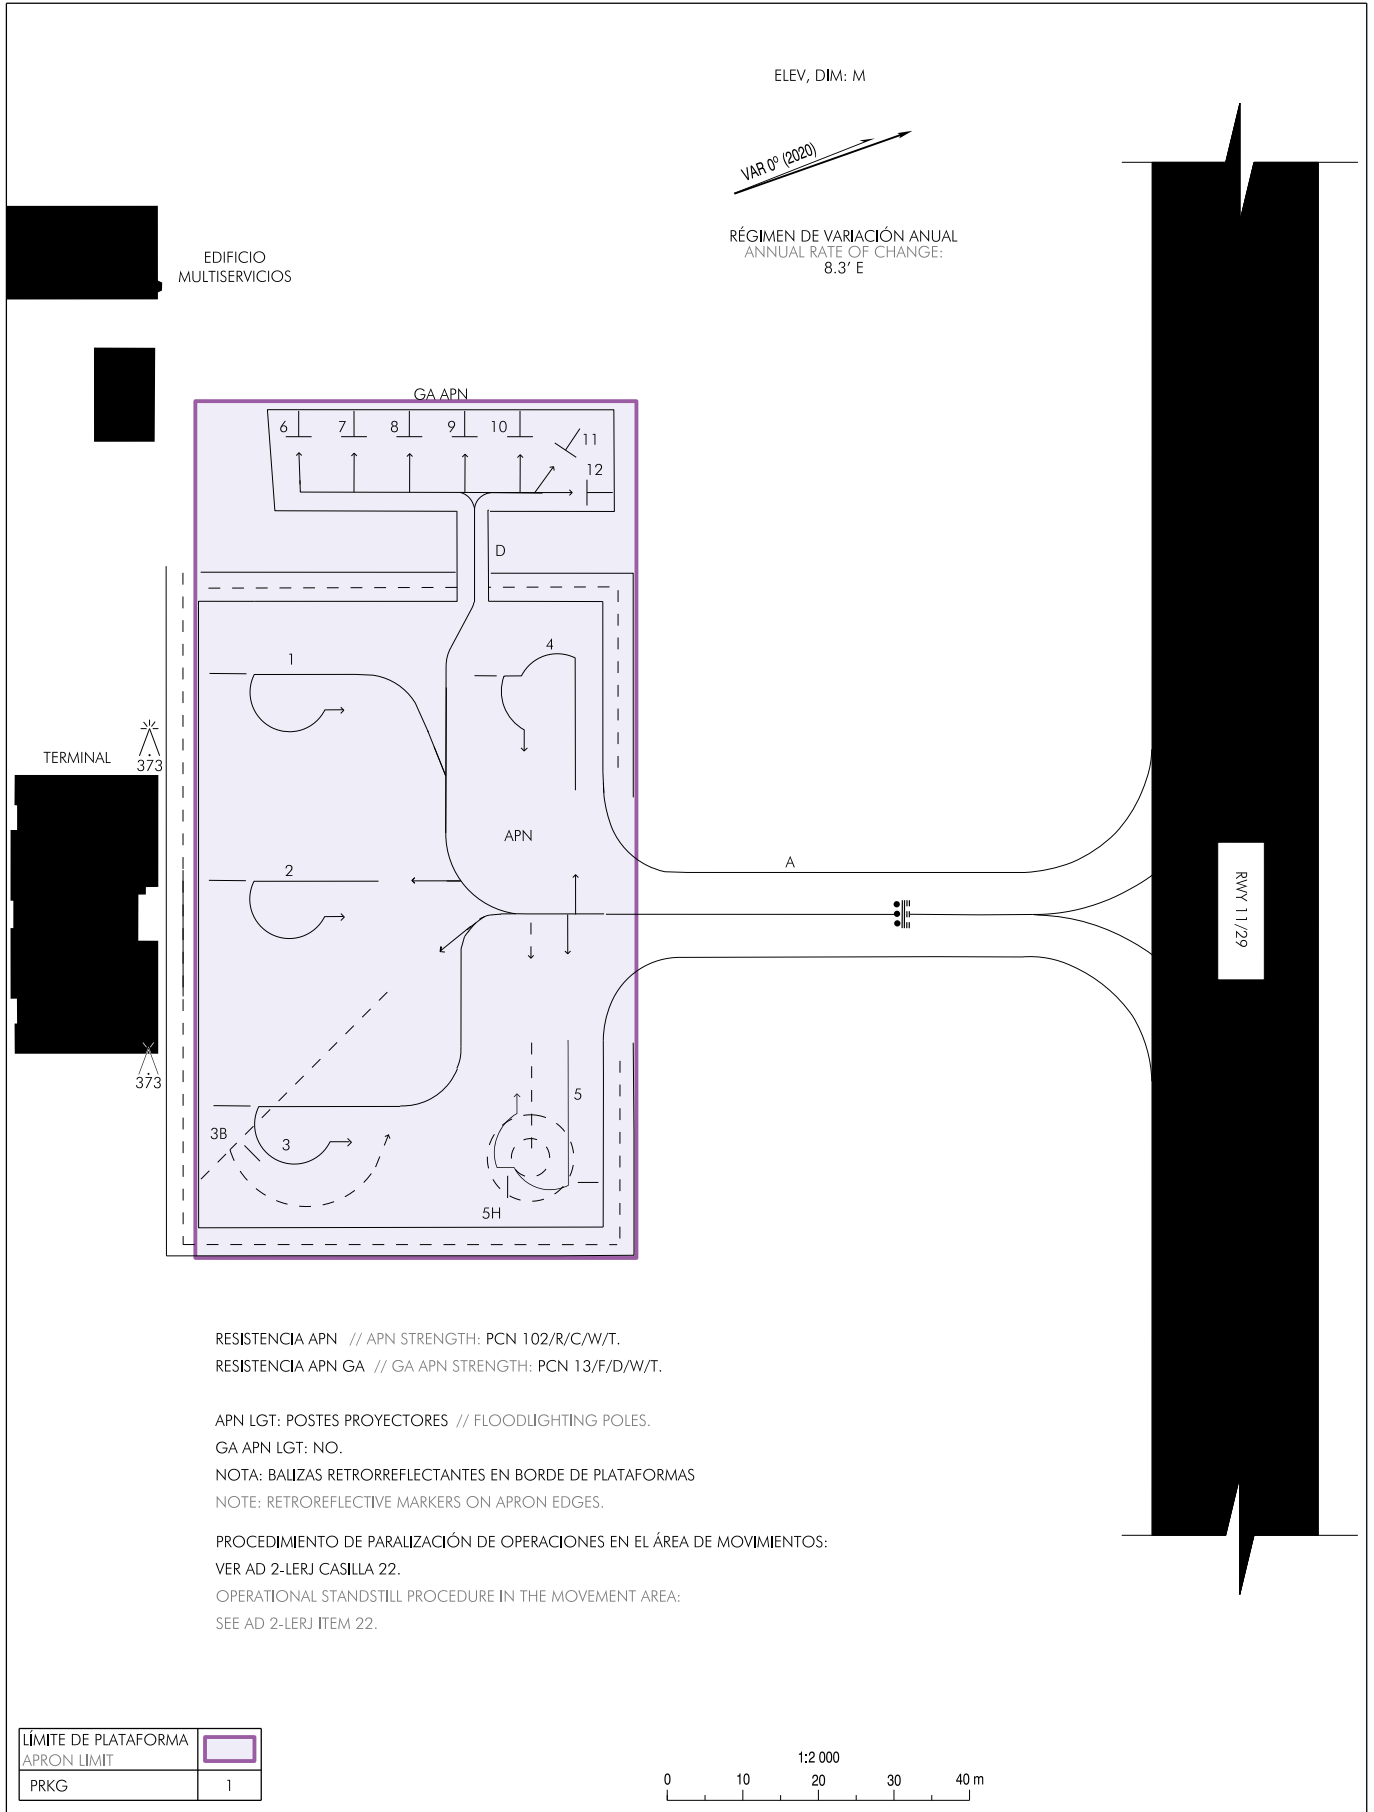 ELEV, DIM: M
VAR 0º (2020)
RÉGIMEN DE VARIACIÓN ANUAL
ANNUAL RATE OF CHANGE:
8.3' E
EDIFICIO
MULTISERVICIOS
GA APN
6
7
8
9
10
11
12
D
1
4
TERMINAL
373
APN
2
A
RWY 11/29
373
3B
3
5
5H
RESISTENCIA APN // APN STRENGTH: PCN 102/R/C/W/T.
RESISTENCIA APN GA // GA APN STRENGTH: PCN 13/F/D/W/T.
APN LGT: POSTES PROYECTORES // FLOODLIGHTING POLES.
GA APN LGT: NO.
NOTA: BALIZAS RETRORREFLECTANTES EN BORDE DE PLATAFORMAS
NOTE: RETROREFLECTIVE MARKERS ON APRON EDGES.
PROCEDIMIENTO DE PARALIZACIÓN DE OPERACIONES EN EL ÁREA DE MOVIMIENTOS:
VER AD 2-LERJ CASILLA 22.
OPERATIONAL STANDSTILL PROCEDURE IN THE MOVEMENT AREA:
SEE AD 2-LERJ ITEM 22.
LÍMITE DE PLATAFORMA
APRON LIMIT
PRKG 1
1:2 000
0 10 20 30 40 m